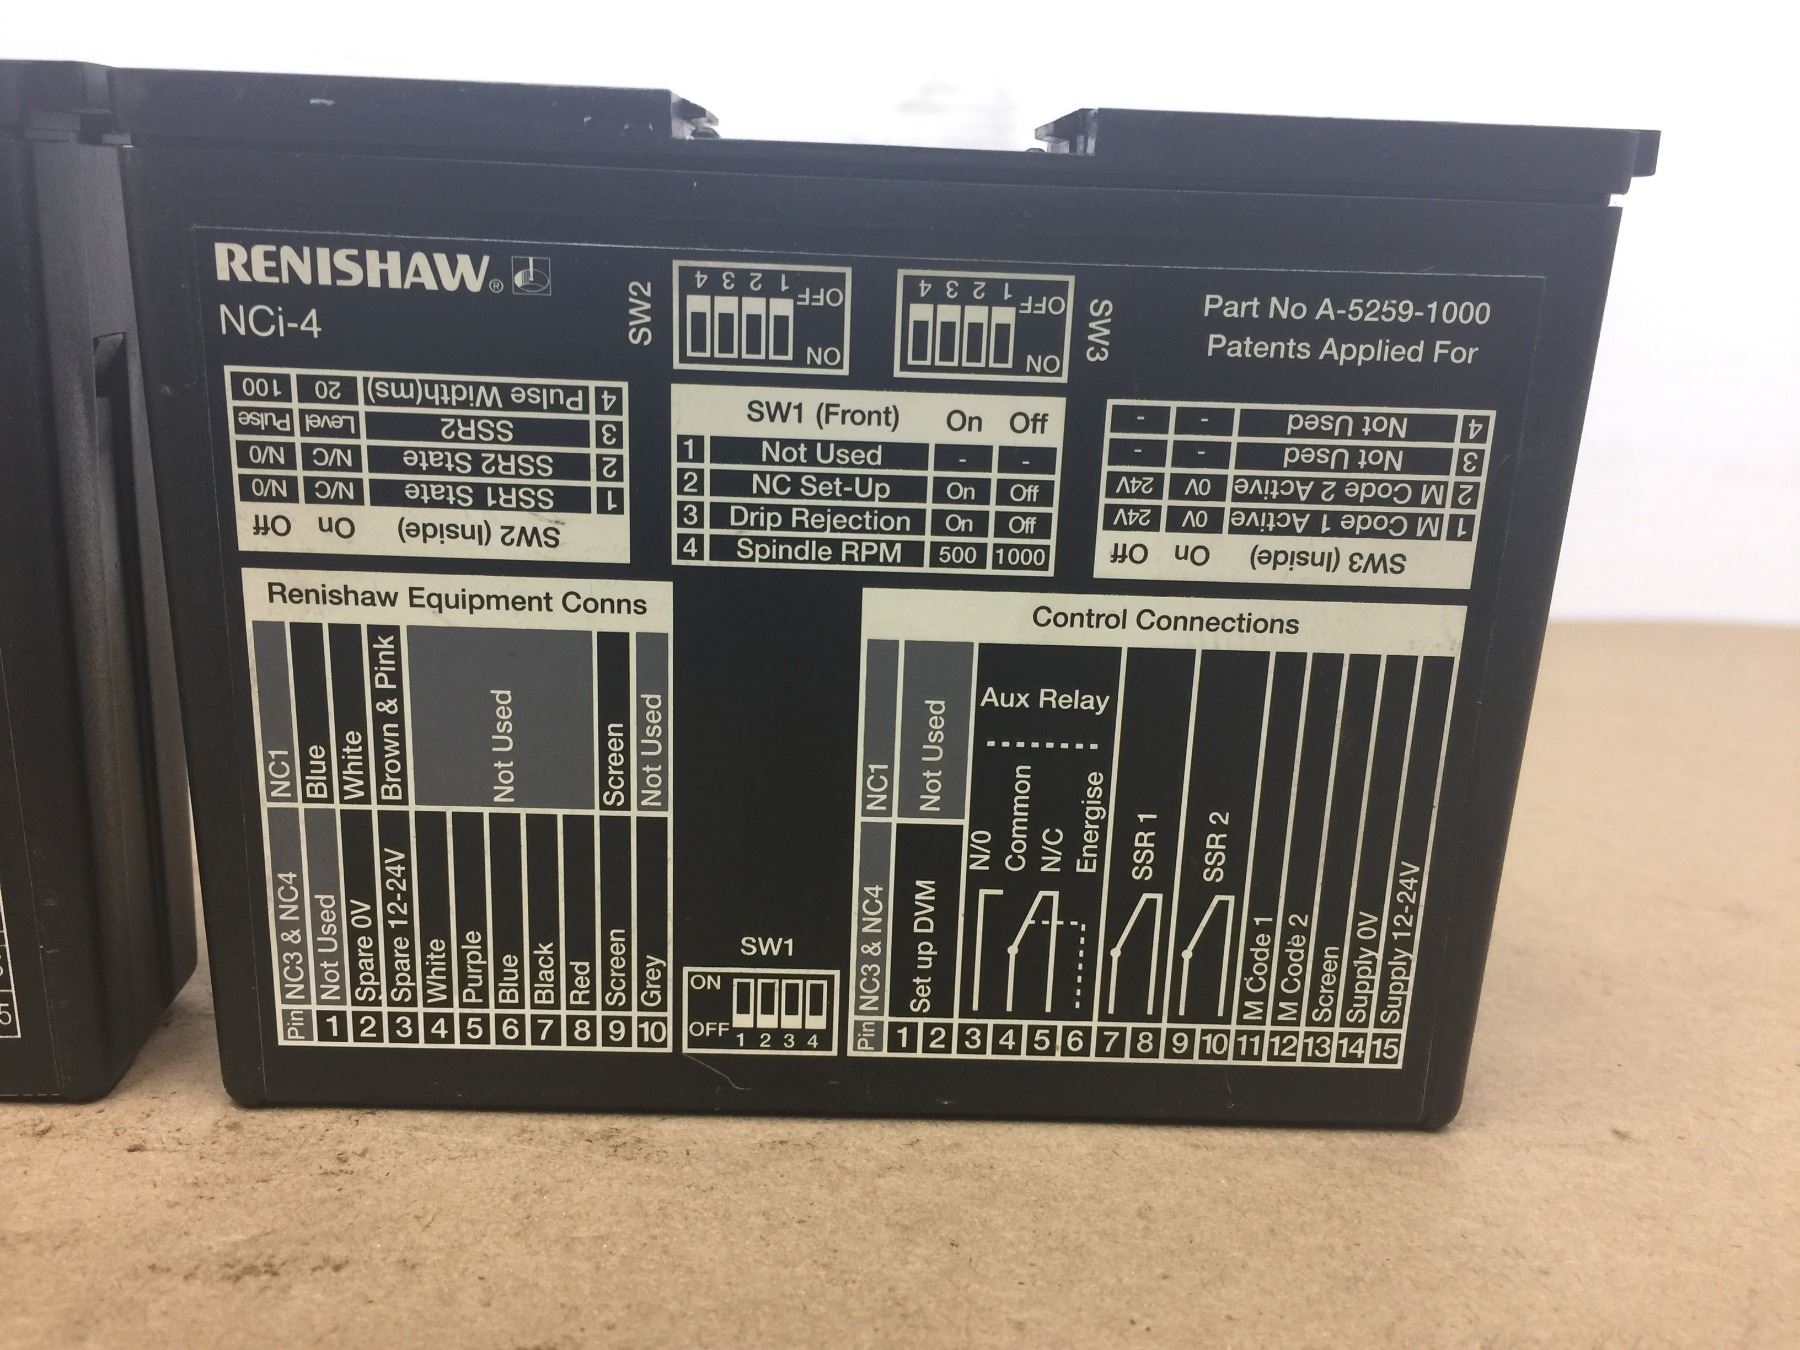 RENISHAW®
NCi-4
SW2
1 2 3 4
OFF
ON
SW3
1 2 3 4
OFF
ON
Part No A-5259-1000
Patents Applied For
SW2 (Inside) On Off
1 SSR1 State N/C N/O
2 SSR2 State N/C N/O
3 SSR2 Level Pulse
4 Pulse Width(ms) 20 100
SW1 (Front) On Off
1 Not Used - -
2 NC Set-Up On Off
3 Drip Rejection On Off
4 Spindle RPM 500 1000
SW3 (Inside) On Off
1 M Code 1 Active 0V 24V
2 M Code 2 Active 0V 24V
3 Not Used - -
4 Not Used - -
Renishaw Equipment Conns
NC1
Blue
White
Brown & Pink
Not Used
Screen
Not Used
Pin NC3 & NC4
1 Not Used
2 Spare 0V
3 Spare 12-24V
4 White
5 Purple
6 Blue
7 Black
8 Red
9 Screen
10 Grey
SW1
ON
OFF
1 2 3 4
Control Connections
NC1
Not Used
Aux Relay
N/O
Common
N/C
Energise
SSR 1
SSR 2
Pin NC3 & NC4
Set up DVM
M Code 1
M Code 2
Screen
Supply 0V
Supply 12-24V
1 2 3 4 5 6 7 8 9 10 11 12 13 14 15